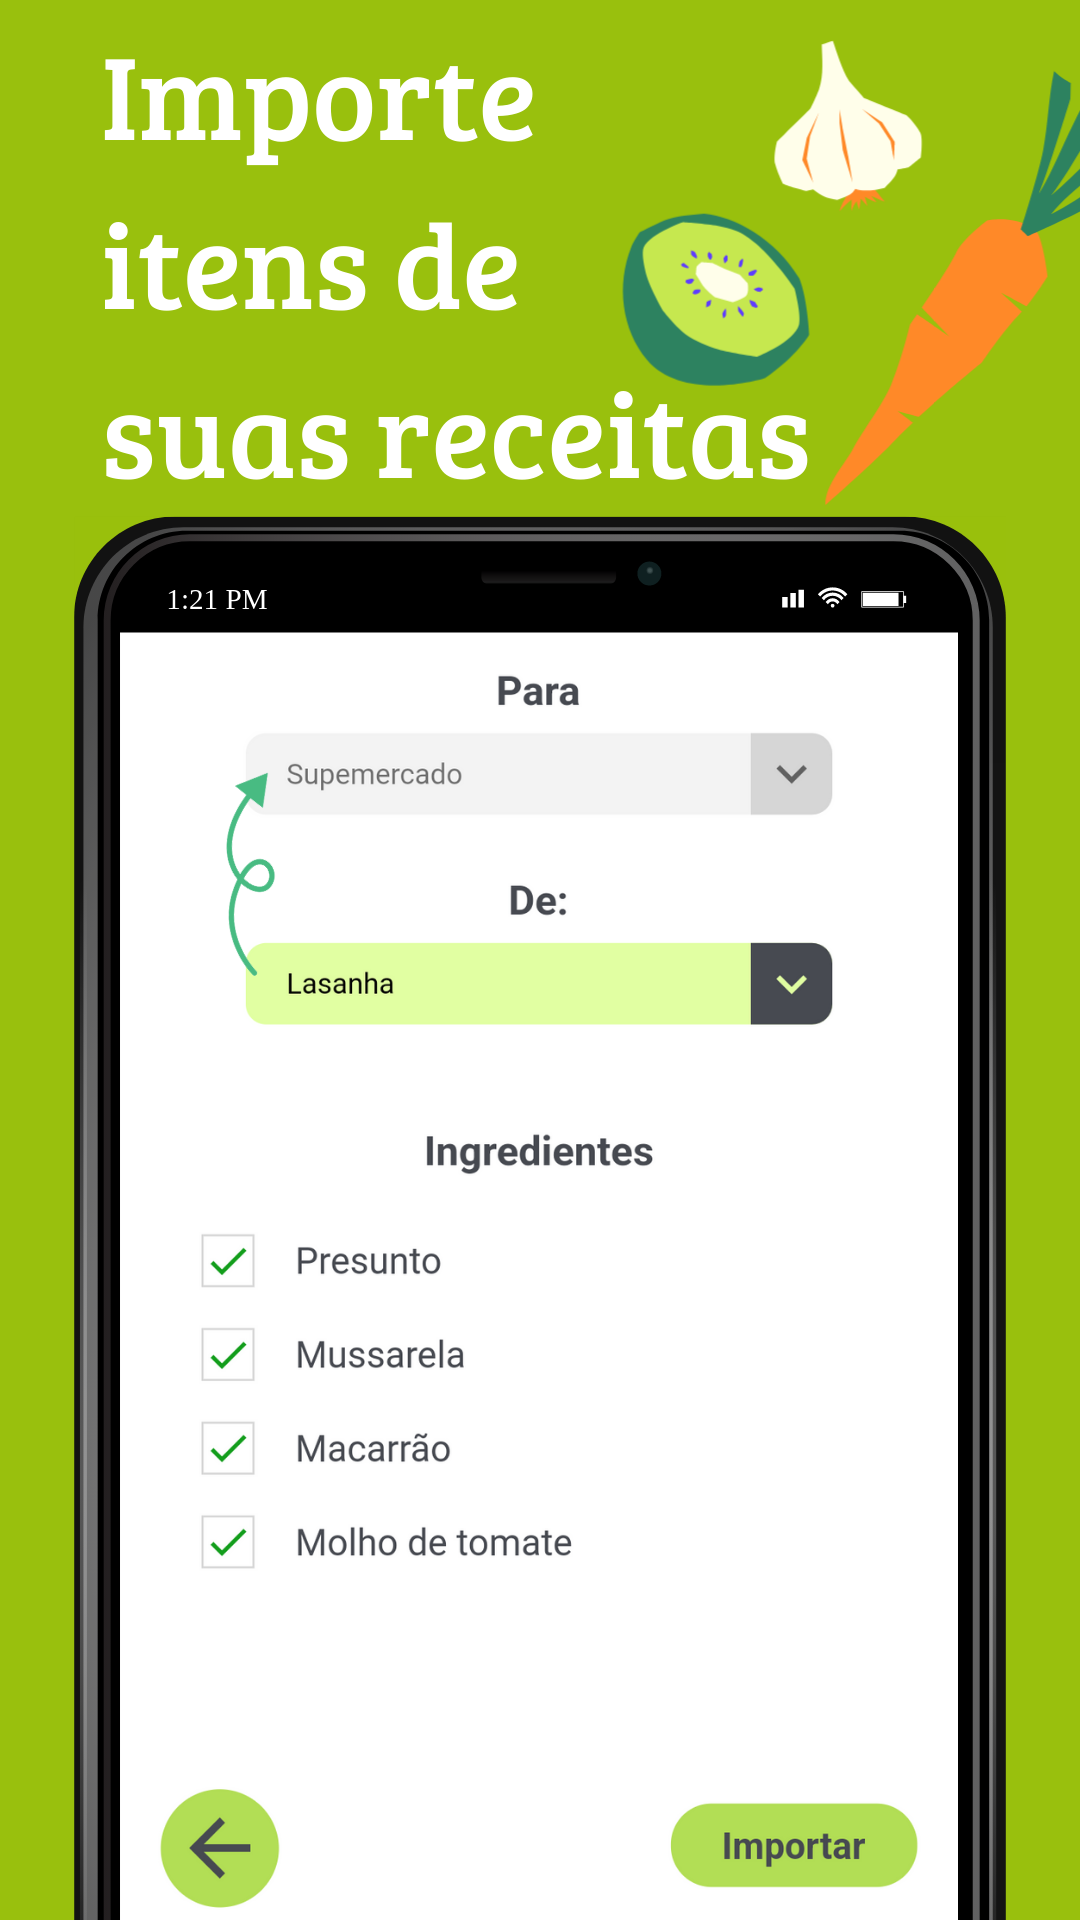 Importe
itens de
suas receitas
1:21 PM
Para
Supemercado
De:
Lasanha
Ingredientes
Presunto
Mussarela
Macarrão
Molho de tomate
Importar